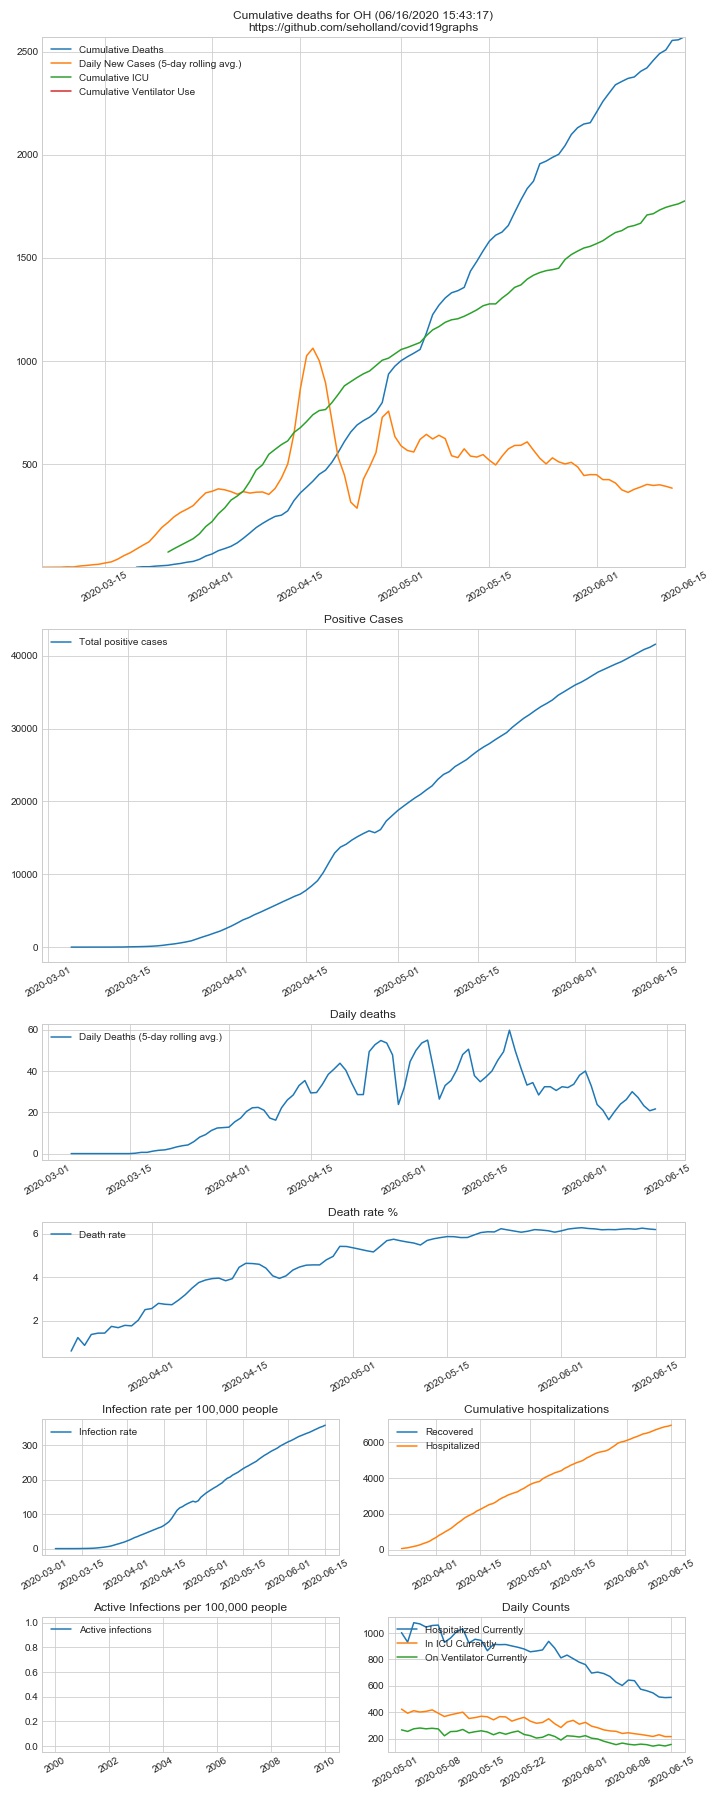 Cumulative deaths for OH (06/16/2020 15:43:17)
https://github.com/seholland/covid19graphs
Cumulative Deaths
Daily New Cases (5-day rolling avg.)
Cumulative ICU
Cumulative Ventilator Use
2500
2000
1500
1000
500
2020-03-15 2020-04-01 2020-04-15 2020-05-01 2020-05-15 2020-06-01 2020-06-15
Positive Cases
Total positive cases
40000
30000
20000
10000
0
2020-03-01 2020-03-15 2020-04-01 2020-04-15 2020-05-01 2020-05-15 2020-06-01 2020-06-15
Daily deaths
Daily Deaths (5-day rolling avg.)
60
40
20
0
2020-03-01 2020-03-15 2020-04-01 2020-04-15 2020-05-01 2020-05-15 2020-06-01 2020-06-15
Death rate %
Death rate
6
4
2
2020-04-01 2020-04-15 2020-05-01 2020-05-15 2020-06-01 2020-06-15
Infection rate per 100,000 people
Infection rate
300
200
100
0
2020-03-01 2020-03-15 2020-04-01 2020-04-15 2020-05-01 2020-05-15 2020-06-01 2020-06-15
Cumulative hospitalizations
Recovered
Hospitalized
6000
4000
2000
0
2020-04-01 2020-04-15 2020-05-01 2020-05-15 2020-06-01 2020-06-15
Active Infections per 100,000 people
Active infections
1.0
0.8
0.6
0.4
0.2
0.0
2000 2002 2004 2006 2008 2010
Daily Counts
Hospitalized Currently
In ICU Currently
On Ventilator Currently
1000
800
600
400
200
2020-05-01 2020-05-08 2020-05-15 2020-05-22 2020-06-01 2020-06-08 2020-06-15